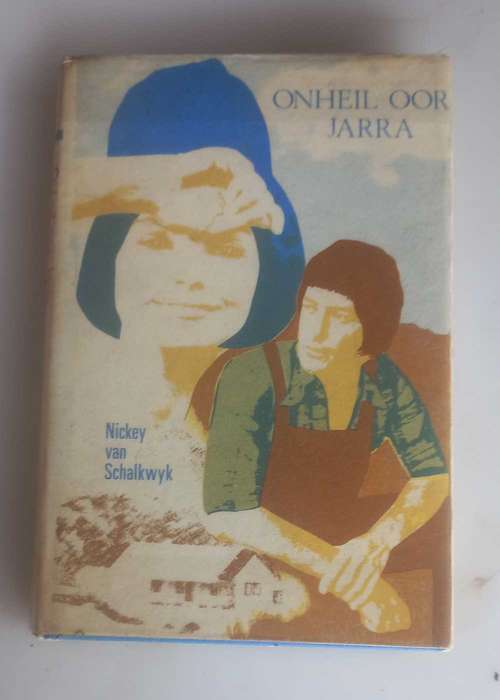 ONHEIL OOR
JARRA
Nickey
van
Schalkwyk